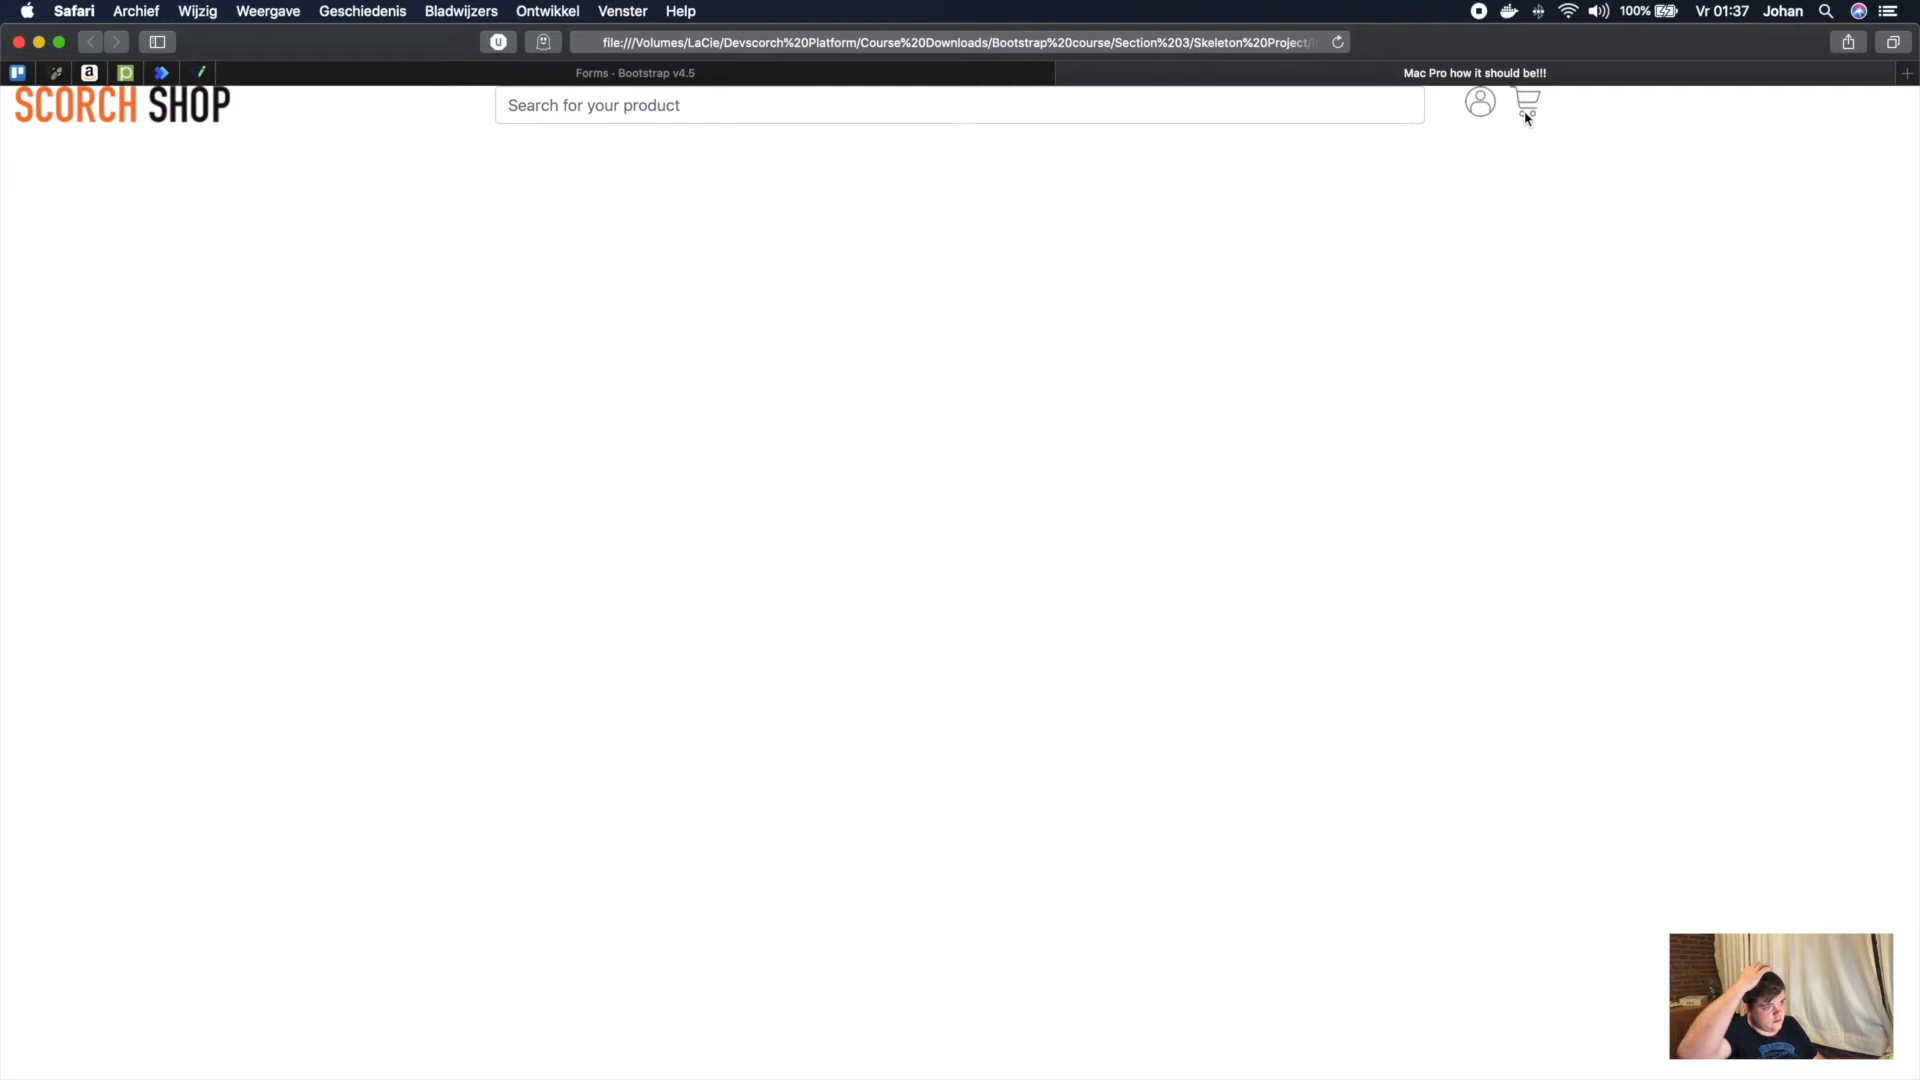 Safari Archief Wijzig Weergave Geschiedenis Bladwijzers Ontwikkel Venster Help 100% Vr 01:37 Johan
U file:///Volumes/LaCie/Devscorch%20Platform/Course%20Downloads/Bootstrap%20course/Section%203/Skeleton%20Project/
a p Forms · Bootstrap v4.5 Mac Pro how it should be!!!
SCORCH SHOP Search for your product